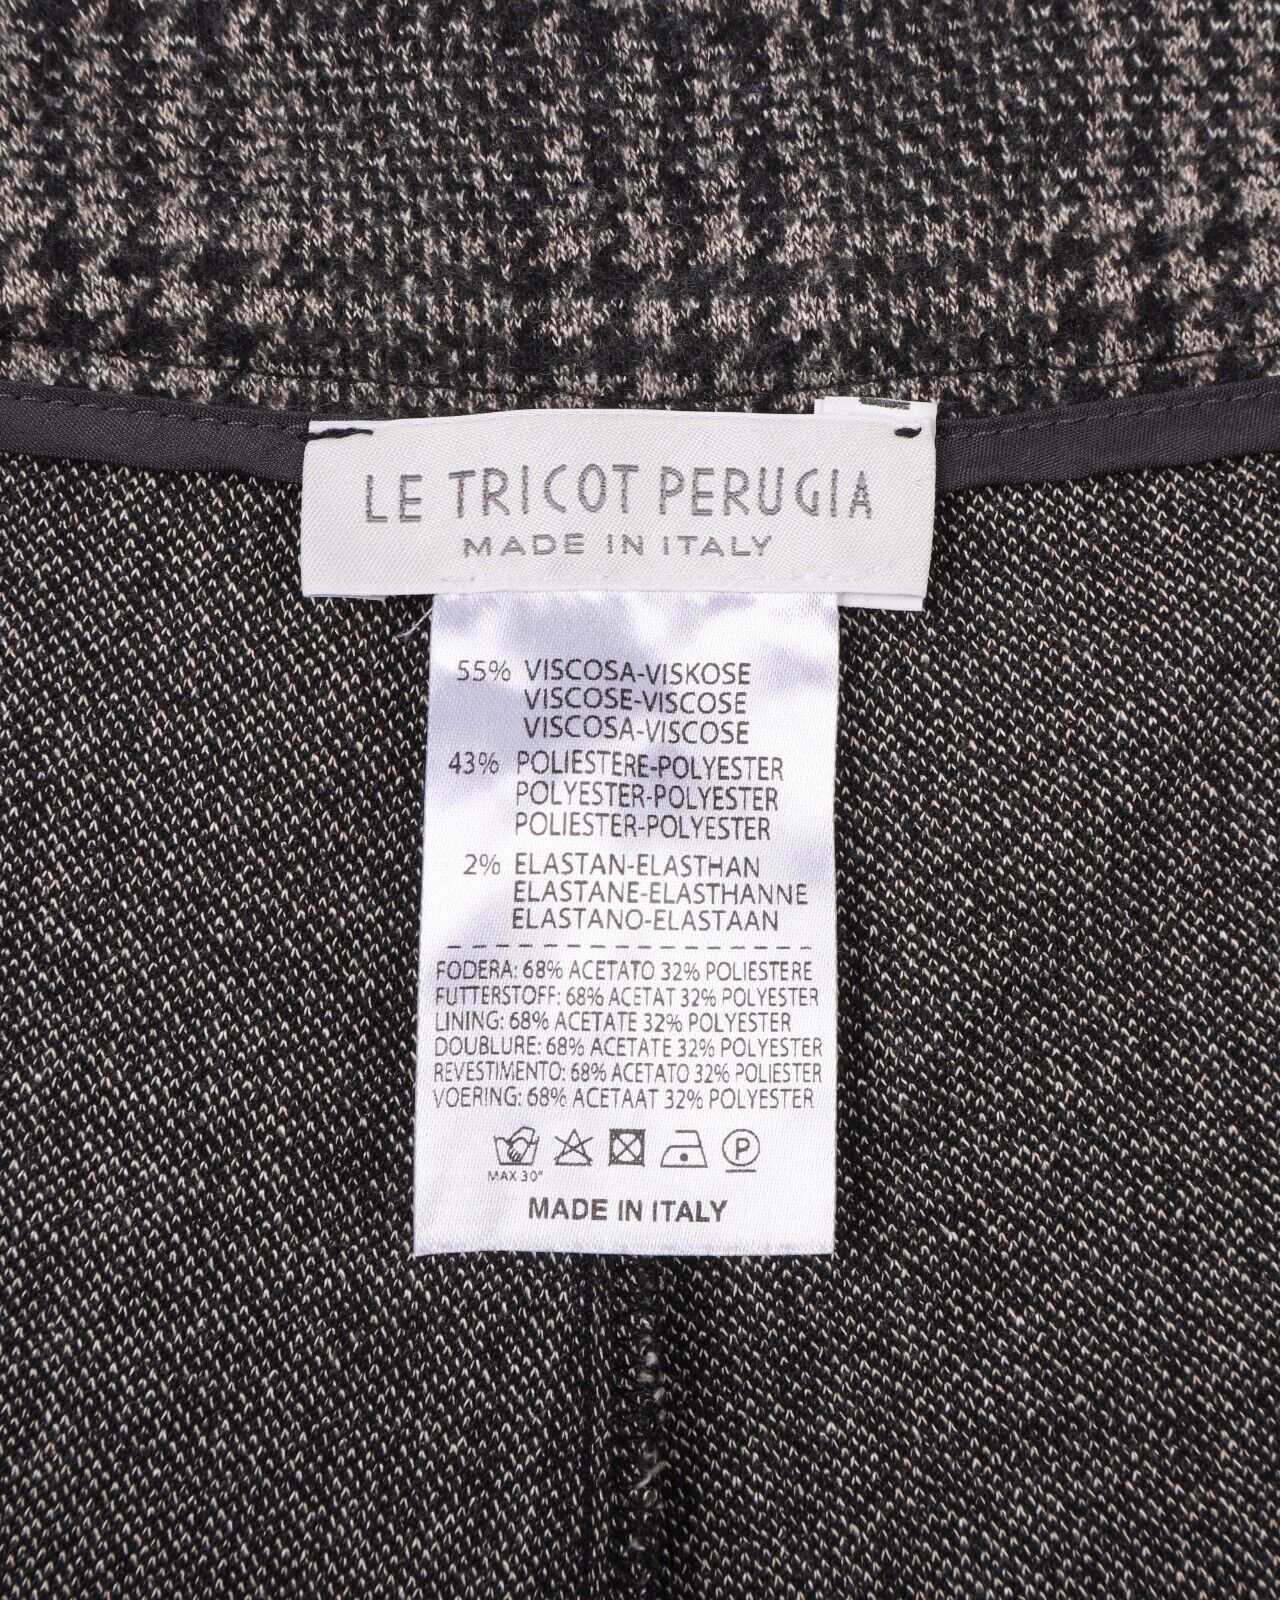 LE TRICOT PERUGIA
MADE IN ITALY
55% VISCOSA-VISKOSE
VISCOSE-VISCOSE
VISCOSA-VISCOSE
43% POLIESTERE-POLYESTER
POLYESTER-POLYESTER
POLIESTER-POLYESTER
2% ELASTAN-ELASTHAN
ELASTANE-ELASTHANNE
ELASTANO-ELASTAAN
FODERA: 68% ACETATO 32% POLIESTERE
FUTTERSTOFF: 68% ACETAT 32% POLYESTER
LINING: 68% ACETATE 32% POLYESTER
DOUBLURE: 68% ACETATE 32% POLYESTER
REVESTIMENTO: 68% ACETATO 32% POLIESTER
VOERING: 68% ACETAAT 32% POLYESTER
P
MAX 30°
MADE IN ITALY